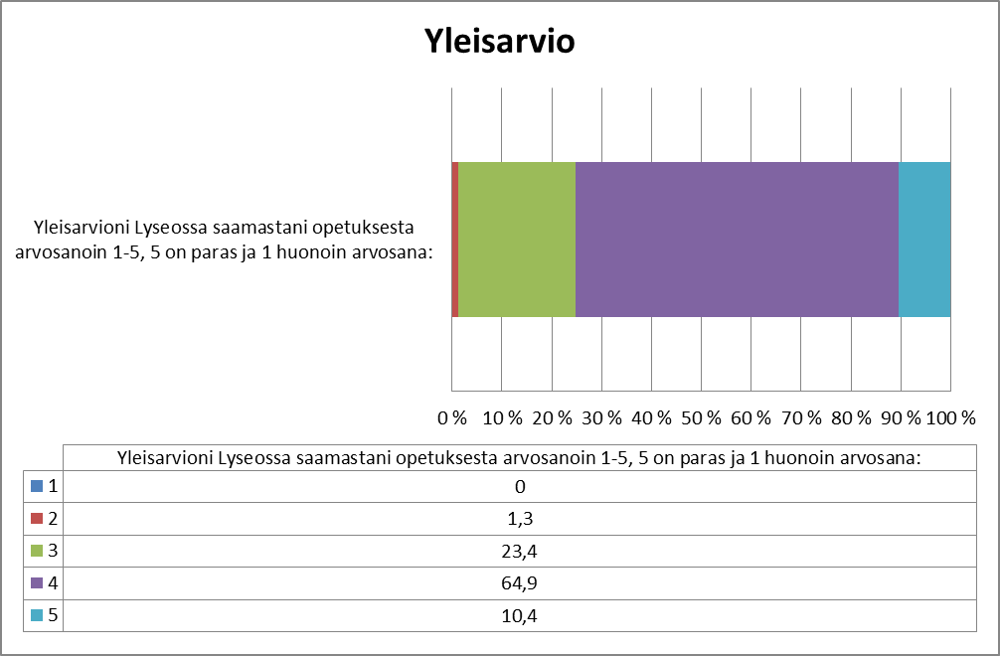 Yleisarvio
Yleisarvioni Lyseossa saamastani opetuksesta
arvosanoin 1-5, 5 on paras ja 1 huonoin arvosana:
0 % 10 % 20 % 30 % 40 % 50 % 60 % 70 % 80 % 90 % 100 %
Yleisarvioni Lyseossa saamastani opetuksesta arvosanoin 1-5, 5 on paras ja 1 huonoin arvosana:
1 0
2 1,3
3 23,4
4 64,9
5 10,4